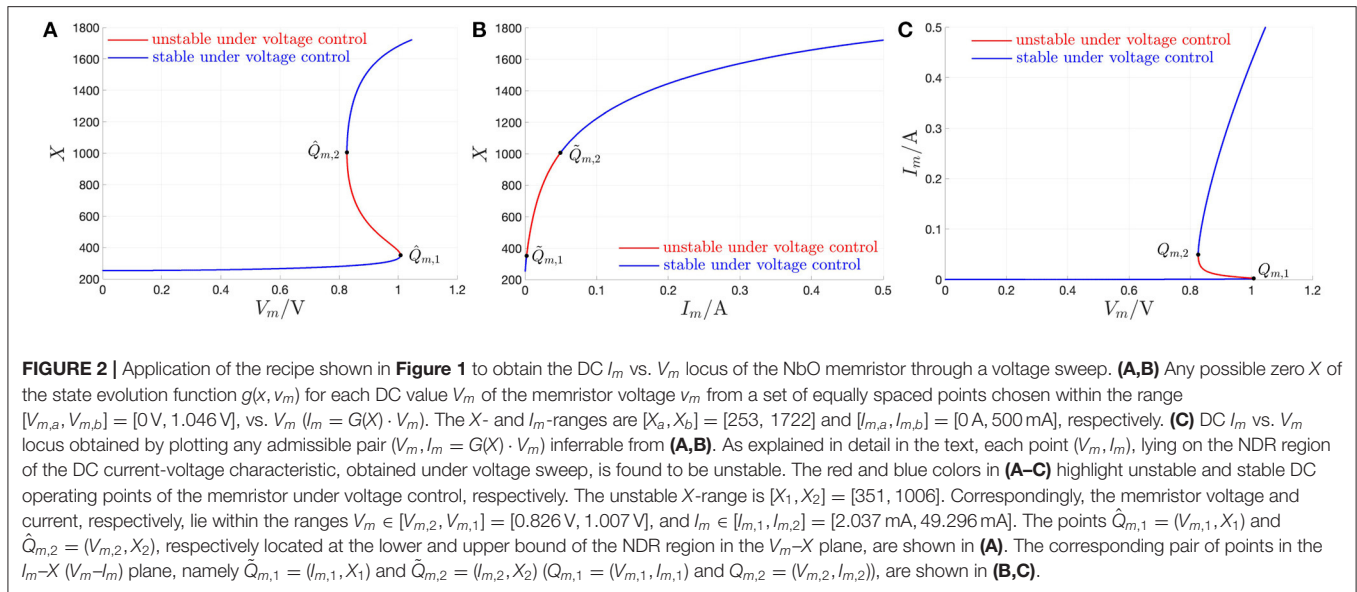 A
1800
1600
1400
1200
1000
800
600
400
200
X
unstable under voltage control
stable under voltage control
Q̂m,2
Q̂m,1
0 0.2 0.4 0.6 0.8 1 1.2
Vm/V
B
1800
1600
1400
1200
1000
800
600
400
200
X
Q̃m,2
Q̃m,1
unstable under voltage control
stable under voltage control
0 0.1 0.2 0.3 0.4 0.5
Im/A
C
0.5
0.4
0.3
0.2
0.1
0
Im/A
unstable under voltage control
stable under voltage control
Qm,2
Qm,1
0 0.2 0.4 0.6 0.8 1 1.2
Vm/V
FIGURE 2 | Application of the recipe shown in Figure 1 to obtain the DC Im vs. Vm locus of the NbO memristor through a voltage sweep. (A,B) Any possible zero X of
the state evolution function g(x, vm) for each DC value Vm of the memristor voltage vm from a set of equally spaced points chosen within the range
[Vm,a, Vm,b] = [0 V, 1.046 V], vs. Vm (Im = G(X) · Vm). The X- and Im-ranges are [Xa, Xb] = [253, 1722] and [Im,a, Im,b] = [0 A, 500 mA], respectively. (C) DC Im vs. Vm
locus obtained by plotting any admissible pair (Vm, Im = G(X) · Vm) inferrable from (A,B). As explained in detail in the text, each point (Vm, Im), lying on the NDR region
of the DC current-voltage characteristic, obtained under voltage sweep, is found to be unstable. The red and blue colors in (A–C) highlight unstable and stable DC
operating points of the memristor under voltage control, respectively. The unstable X-range is [X1, X2] = [351, 1006]. Correspondingly, the memristor voltage and
current, respectively, lie within the ranges Vm ∈ [Vm,2, Vm,1] = [0.826 V, 1.007 V], and Im ∈ [Im,1, Im,2] = [2.037 mA, 49.296 mA]. The points Q̂m,1 = (Vm,1, X1) and
Q̂m,2 = (Vm,2, X2), respectively located at the lower and upper bound of the NDR region in the Vm–X plane, are shown in (A). The corresponding pair of points in the
Im–X (Vm–Im) plane, namely Q̃m,1 = (Im,1, X1) and Q̃m,2 = (Im,2, X2) (Qm,1 = (Vm,1, Im,1) and Qm,2 = (Vm,2, Im,2)), are shown in (B,C).